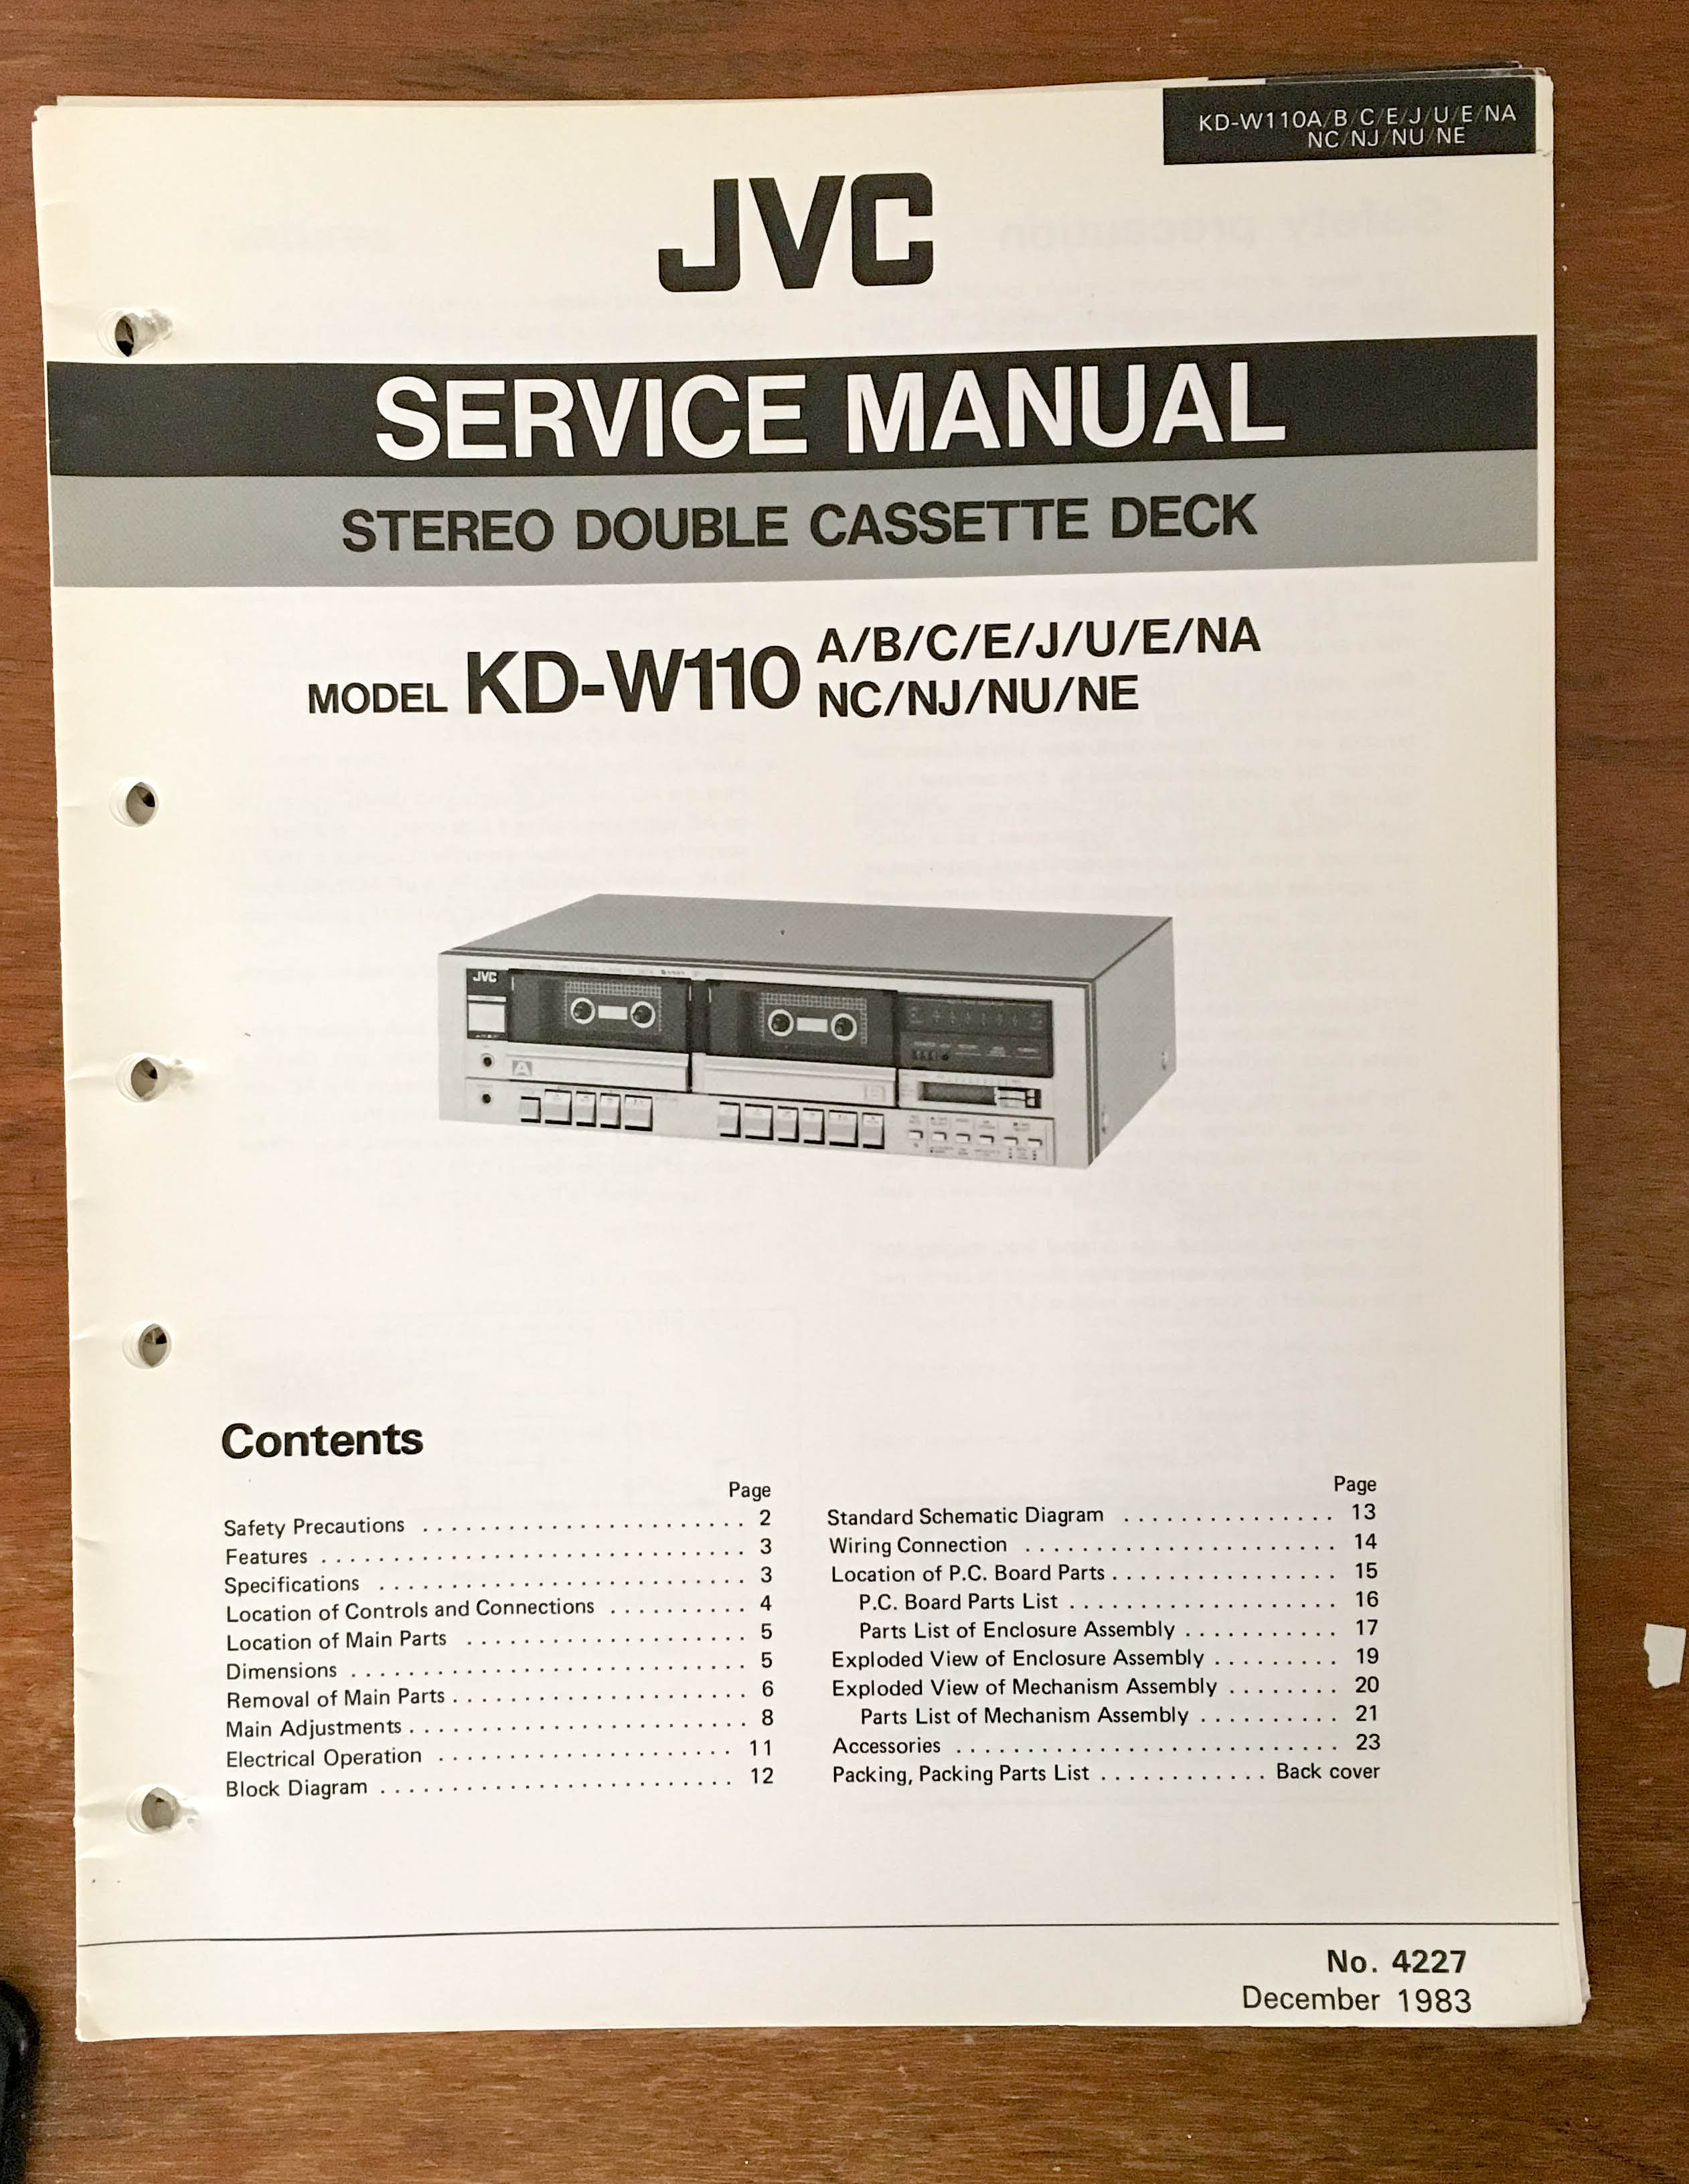 KD-W110A/B/C/E/J/U/E/NA
NC/NJ/NU/NE
JVC
SERVICE MANUAL
STEREO DOUBLE CASSETTE DECK
MODEL KD-W110 A/B/C/E/J/U/E/NA
NC/NJ/NU/NE
JVC
A
B
Contents
Page
Safety Precautions ........................ 2
Features .............................. 3
Specifications .......................... 3
Location of Controls and Connections .......... 4
Location of Main Parts .................... 5
Dimensions ............................ 5
Removal of Main Parts ..................... 6
Main Adjustments ........................ 8
Electrical Operation ..................... 11
Block Diagram ......................... 12
Page
Standard Schematic Diagram ............... 13
Wiring Connection ...................... 14
Location of P.C. Board Parts ................ 15
P.C. Board Parts List ................... 16
Parts List of Enclosure Assembly ........... 17
Exploded View of Enclosure Assembly ......... 19
Exploded View of Mechanism Assembly ........ 20
Parts List of Mechanism Assembly .......... 21
Accessories ........................... 23
Packing, Packing Parts List ............ Back cover
No. 4227
December 1983